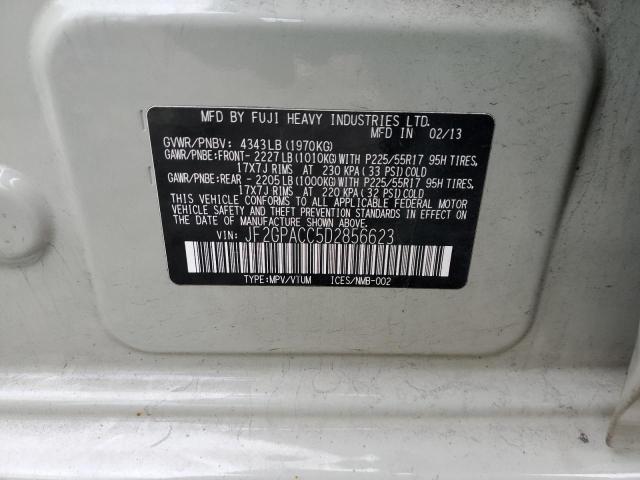 MFD BY FUJI HEAVY INDUSTRIES LTD.
MFD IN 02/13
GVWR/PNBV: 4343LB(1970KG)
GAWR/PNBE:FRONT- 2227LB(1010KG)WITH P225/55R17 95H TIRES,
17X7J RIMS AT 230 KPA(33 PSI)COLD
GAWR/PNBE:REAR - 2205LB(1000KG)WITH P225/55R17 95H TIRES,
17X7J RIMS AT 220 KPA(32 PSI)COLD
THIS VEHICLE CONFORMS TO ALL APPLICABLE FEDERAL MOTOR
VEHICLE SAFETY AND BUMPER STANDARDS IN EFFECT ON
THE DATE OF MANUFACTURE SHOWN ABOVE.
VIN: JF2GPACC5D2856623
TYPE:MPV/VTUM ICES/NMB-002